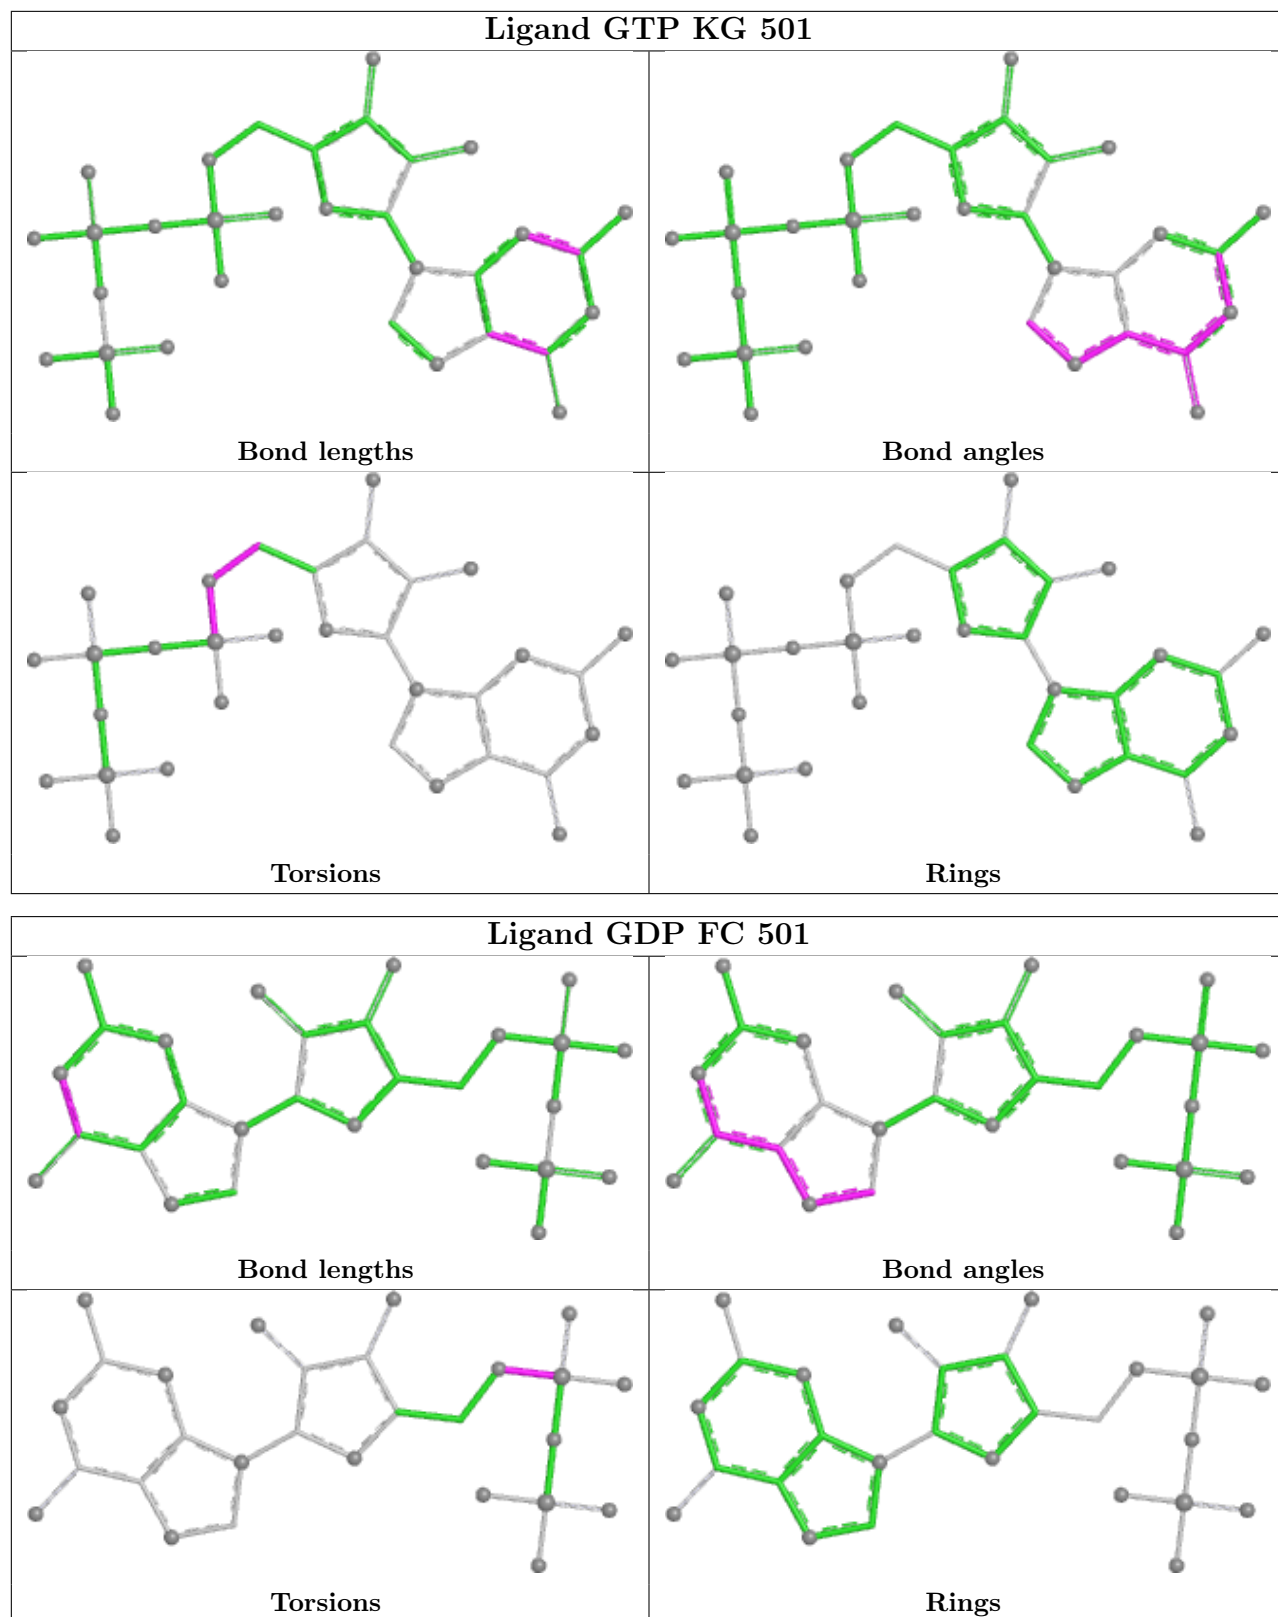 Ligand GTP KG 501
Bond lengths
Bond angles
Torsions
Rings
Ligand GDP FC 501
Bond lengths
Bond angles
Torsions
Rings